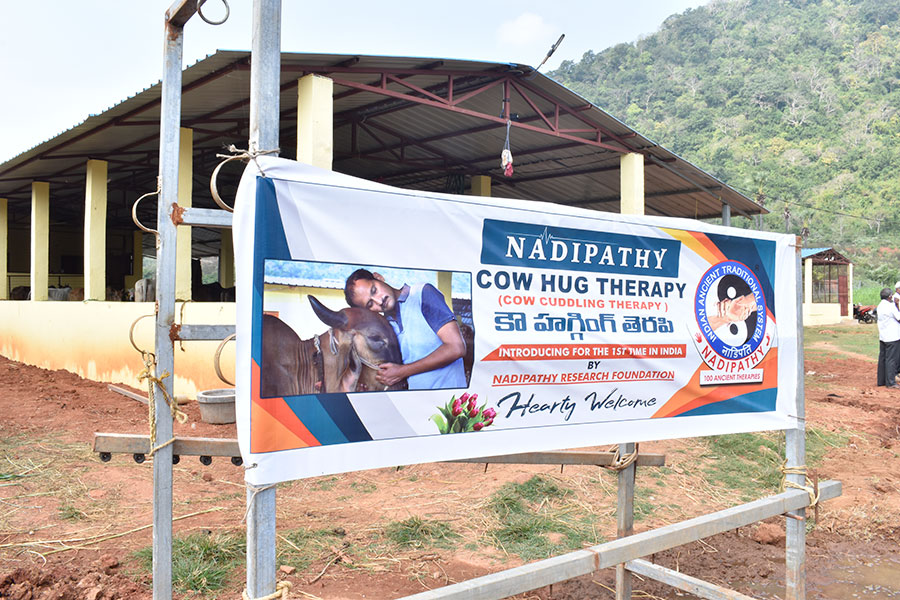 NADIPATHY
COW HUG THERAPY
(COW CUDDLING THERAPY)
కౌ హగ్గింగ్ తెరపి
INTRODUCING FOR THE 1ST TIME IN INDIA
BY
NADIPATHY RESEARCH FOUNDATION
Hearty Welcome
INDIAN ANCIENT TRADITIONAL SYSTEM
नाडीपति
NADIPATHY
100 ANCIENT THERAPIES